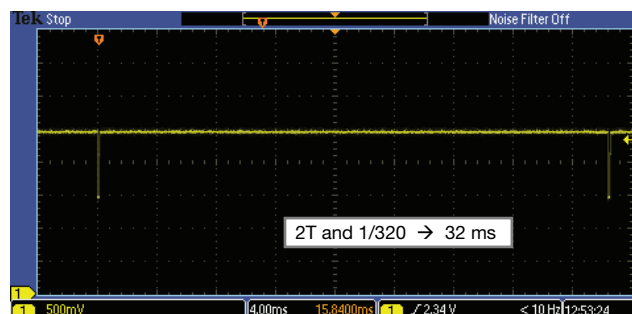 Tek Stop Noise Filter Off
T
T
2T and 1/320 → 32 ms
1
1 500mV 4.00ms 15.8400ms 1 2.34 V < 10 Hz 12:53:24